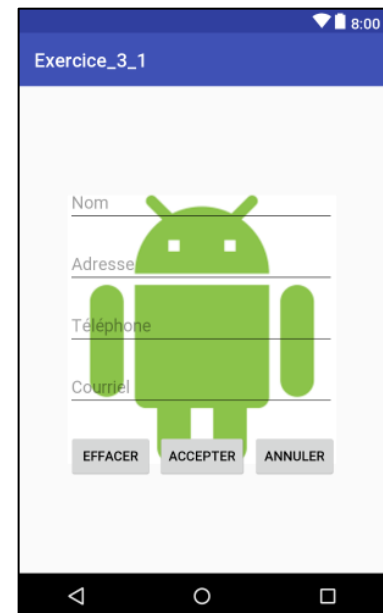 8:00
Exercice_3_1
Nom
Adresse
Téléphone
Courriel
EFFACER ACCEPTER ANNULER